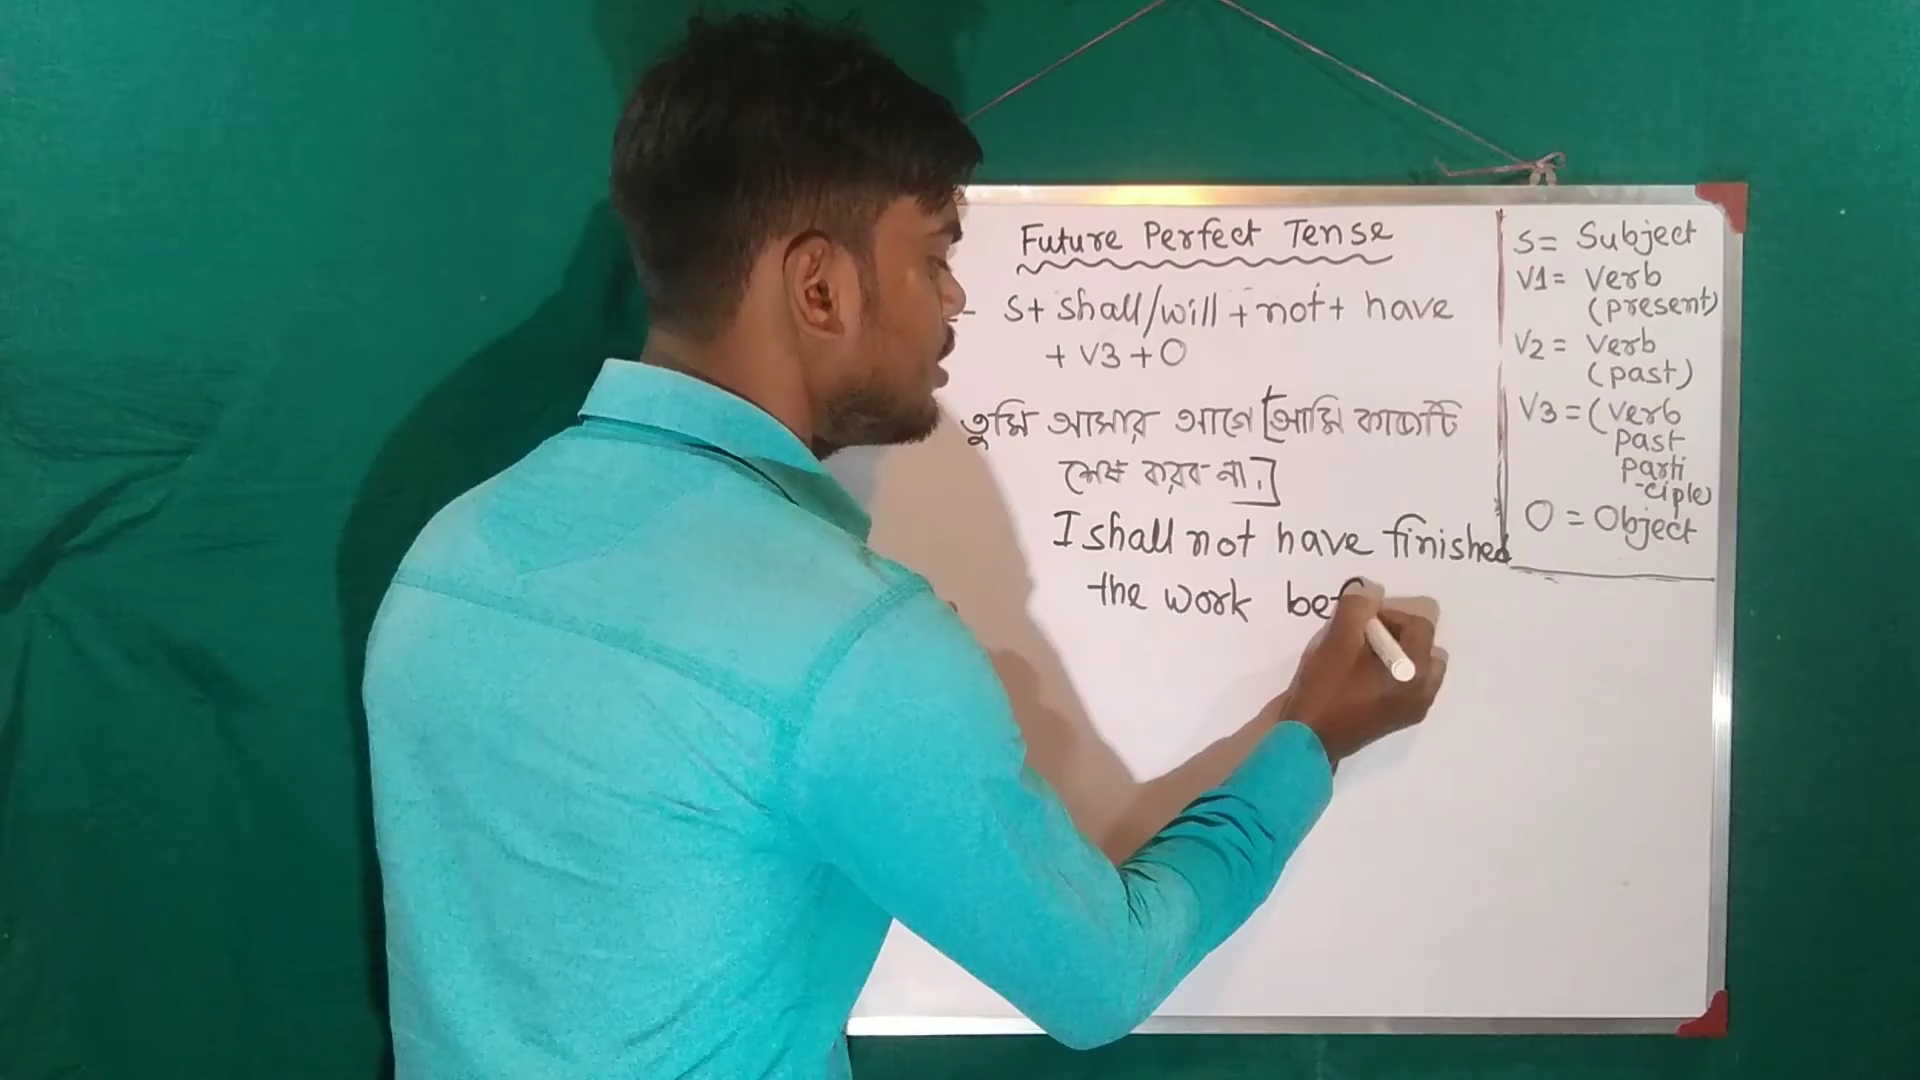 Future Perfect Tense
- S+ shall/will + not + have
+ V3 + O
তুমি আসার আগে [আমি কাজটি
শেষ করব না।]
I shall not have finished
the work bef
S= Subject
V1= Verb
(present)
V2 = Verb
(past)
V3 = (Verb
past
parti
-ciple)
O = Object